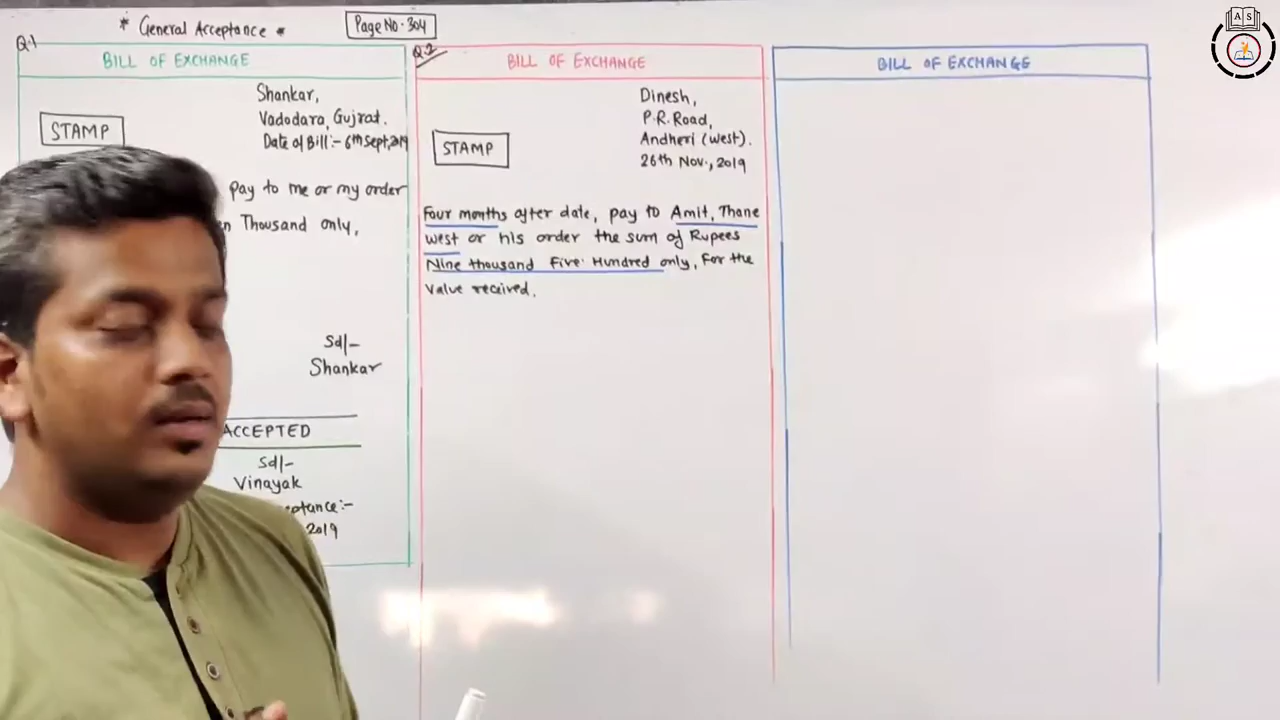 * General Acceptance *
Page No. 304
Q.1
BILL OF EXCHANGE
STAMP
Shankar,
Vadodara, Gujrat.
Date of Bill:- 6th Sept, 2019
pay to me or my order
Thousand only,
Sd/-
Shankar
ACCEPTED
Sd/-
Vinayak
2019
Q.2
BILL OF EXCHANGE
STAMP
Dinesh,
P.R. Road,
Andheri (West).
26th Nov., 2019
Four months after date, pay to Amit, Thane
West or his order the sum of Rupees
Nine thousand Five Hundred only, For the
Value received.
BILL OF EXCHANGE
A S